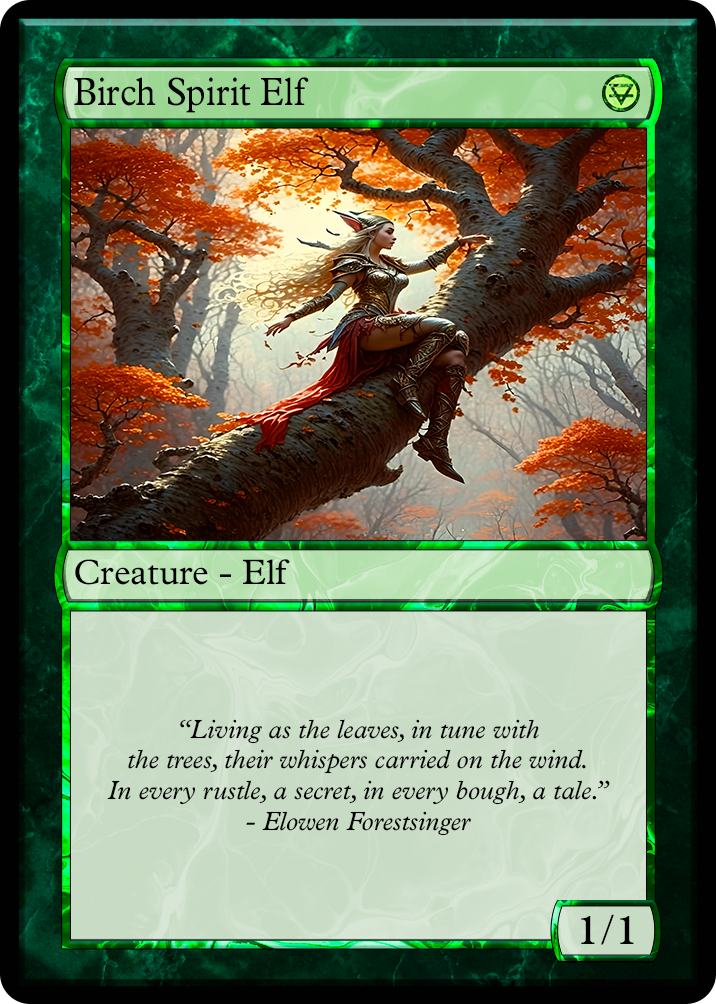 Birch Spirit Elf
Creature - Elf
“Living as the leaves, in tune with
the trees, their whispers carried on the wind.
In every rustle, a secret, in every bough, a tale.”
- Elowen Forestsinger
1/1